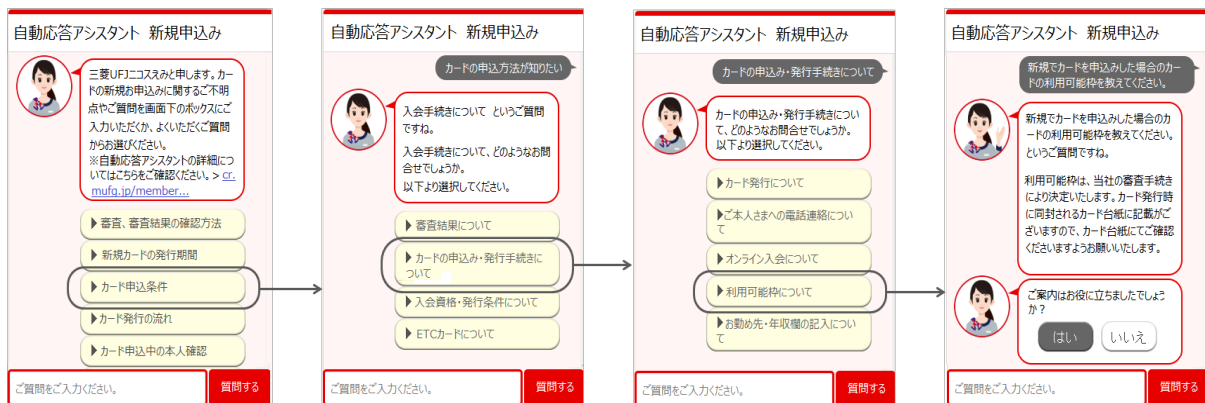 自動応答アシスタント 新規申込み
三菱UFJニコスえみと申します。カー
ドの新規お申込みに関するご不明
点やご質問を画面下のボックスにご
入力いただくか、よくいただくご質問
からお選びください。
※自動応答アシスタントの詳細につ
いてはこちらをご確認ください。> cr.
mufg.jp/member...
▶審査、審査結果の確認方法
▶新規カードの発行期間
▶カード申込条件
▶カード発行の流れ
▶カード申込中の本人確認
ご質問をご入力ください。
質問する
自動応答アシスタント 新規申込み
カードの申込方法が知りたい
入会手続きについて というご質問
ですね。
入会手続きについて、どのようなお問
合せでしょうか。
以下より選択してください。
▶審査結果について
▶カードの申込み・発行手続きに
ついて
▶入会資格・発行条件について
▶ETCカードについて
ご質問をご入力ください。
質問する
自動応答アシスタント 新規申込み
カードの申込み・発行手続きについて
カードの申込み・発行手続きについ
て、どのようなお問合せでしょうか。
以下より選択してください。
▶カード発行について
▶ご本人さまへの電話連絡につい
て
▶オンライン入会について
▶利用可能枠について
▶お勤め先・年収欄の記入につい
て
ご質問をご入力ください。
質問する
自動応答アシスタント 新規申込み
新規でカードを申込みした場合のカー
ドの利用可能枠を教えてください。
新規でカードを申込みした場合のカ
ードの利用可能枠を教えてください。
というご質問ですね。
利用可能枠は、当社の審査手続き
により決定いたします。カード発行時
に同封されるカード台紙に記載がご
ざいますので、カード台紙にてご確認
くださいますようお願いいたします。
ご案内はお役に立ちましたでしょう
か？
はい
いいえ
ご質問をご入力ください。
質問する